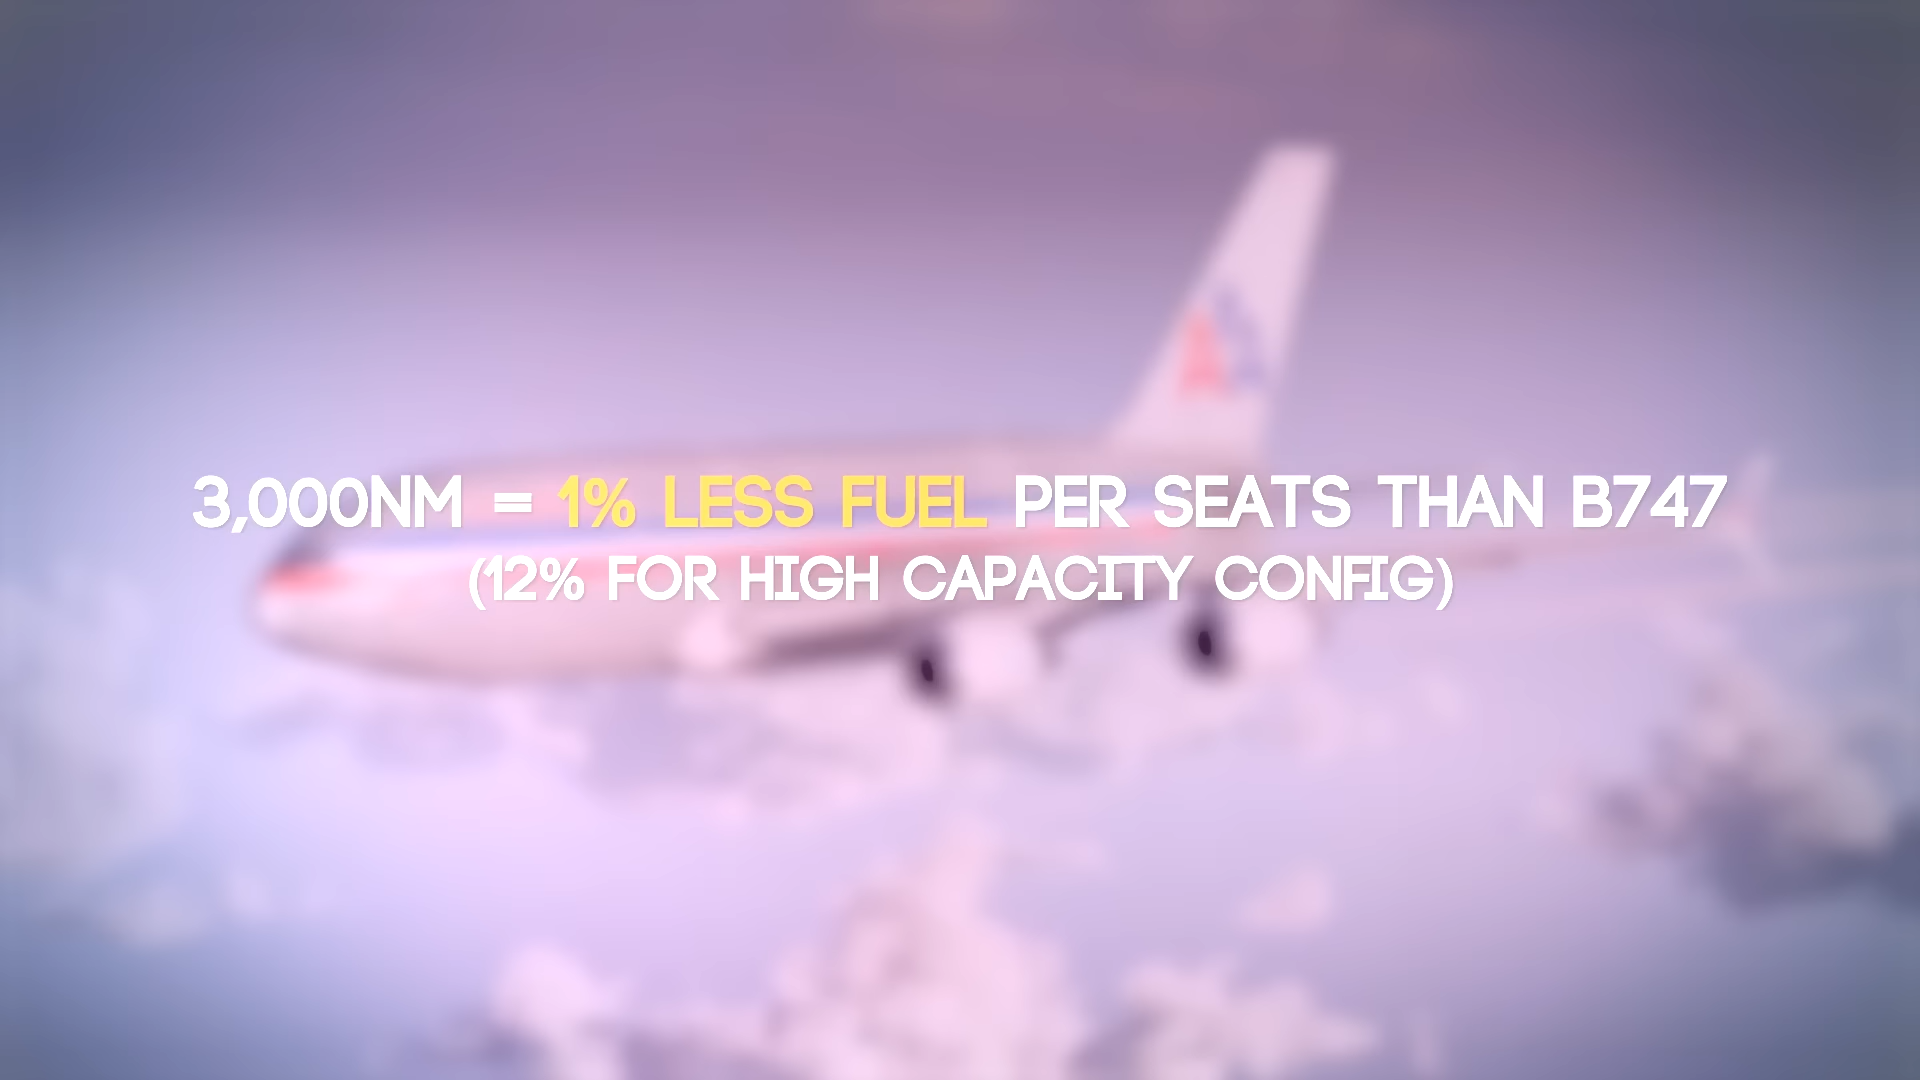 3,000NM = 1% LESS FUEL PER SEATS THAN B747
(12% FOR HIGH CAPACITY CONFIG)